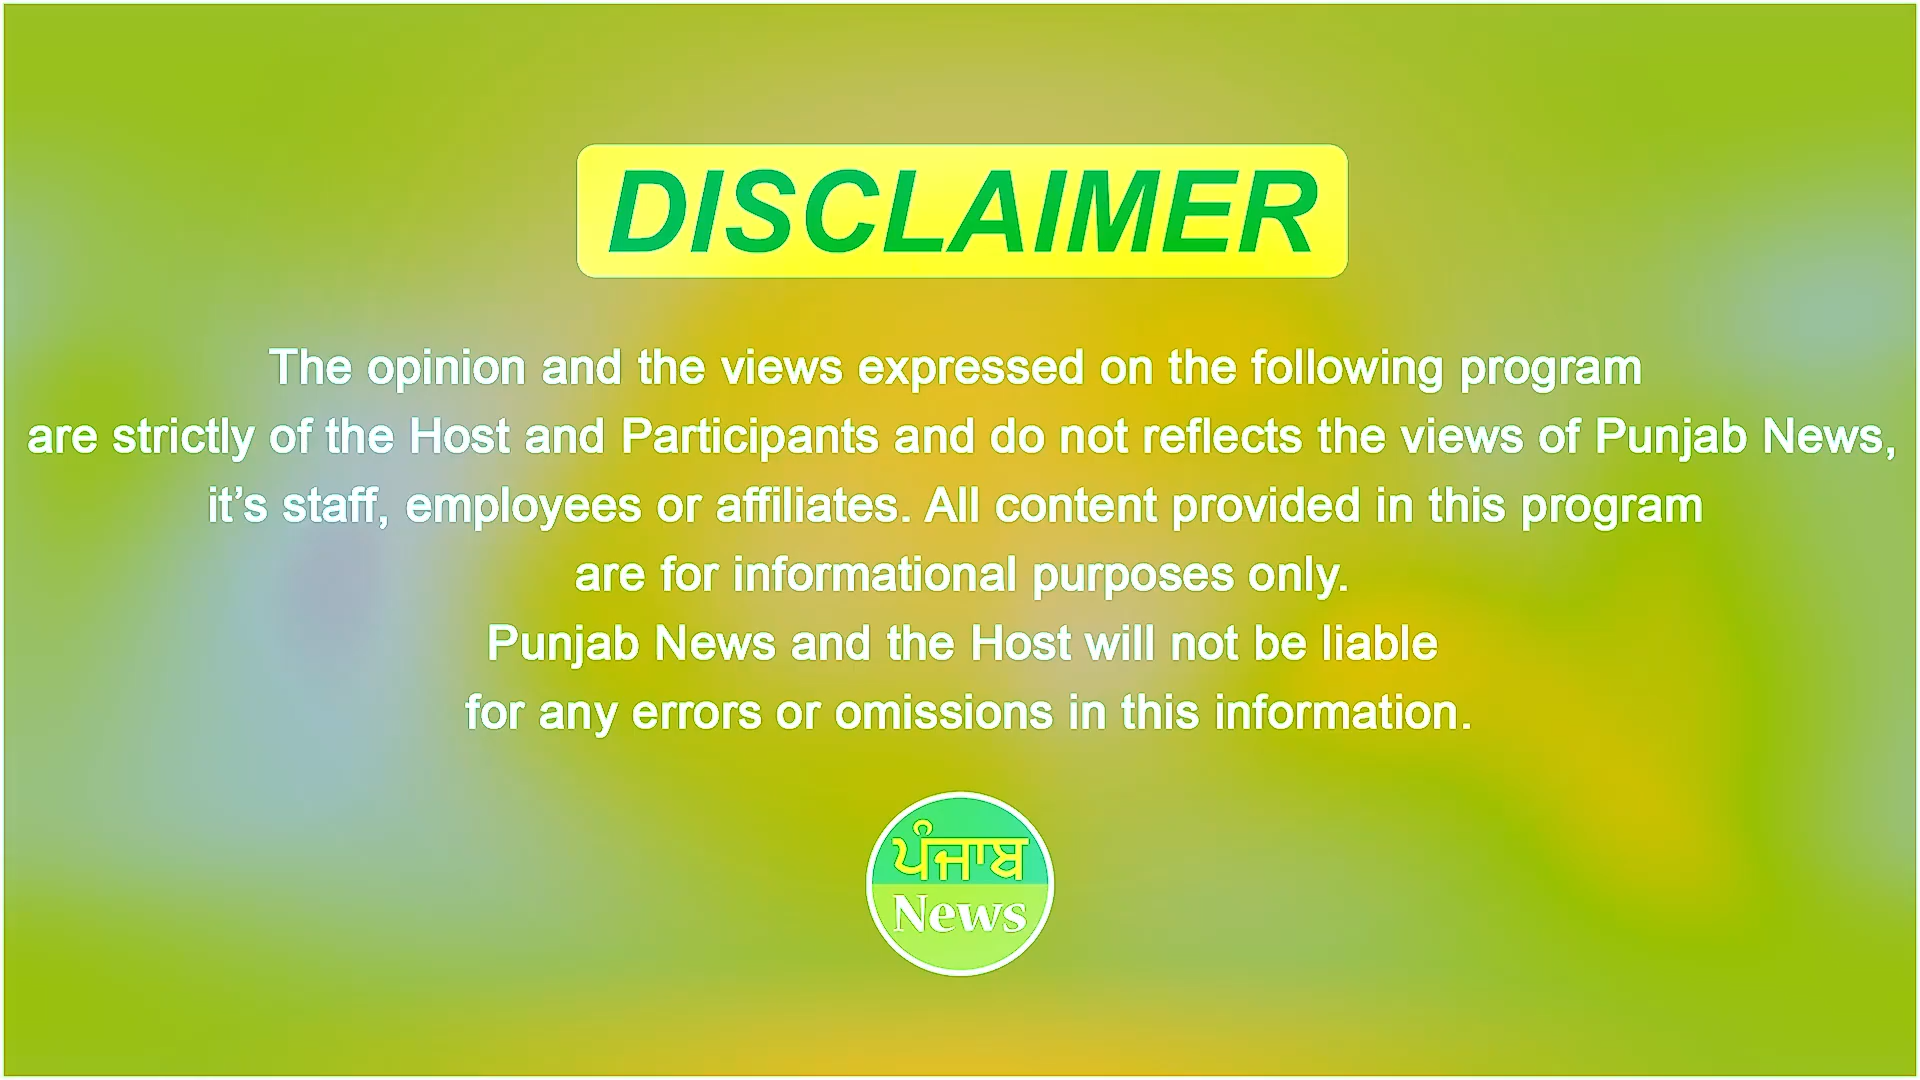 DISCLAIMER
The opinion and the views expressed on the following program
are strictly of the Host and Participants and do not reflects the views of Punjab News,
it’s staff, employees or affiliates. All content provided in this program
are for informational purposes only.
Punjab News and the Host will not be liable
for any errors or omissions in this information.
ਪੰਜਾਬ
News